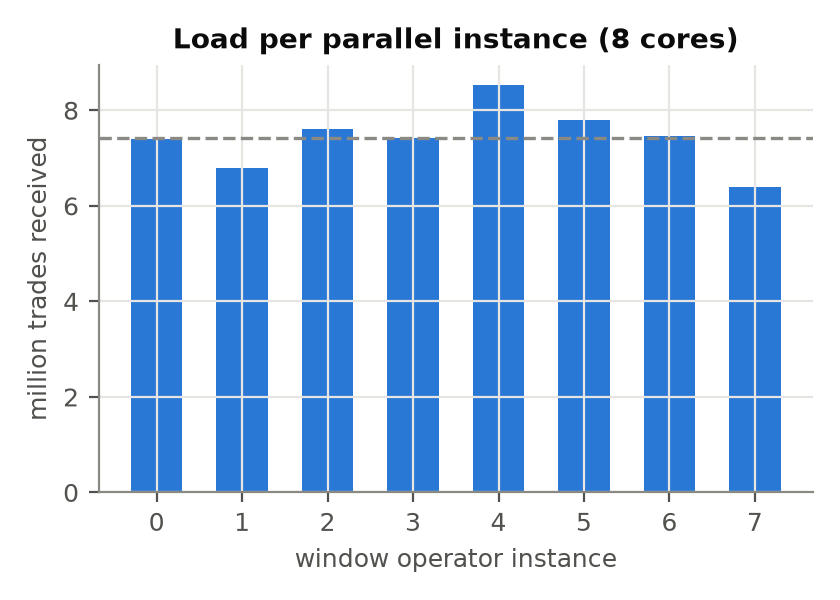 Load per parallel instance (8 cores)
million trades received
8
6
4
2
0
0 1 2 3 4 5 6 7
window operator instance